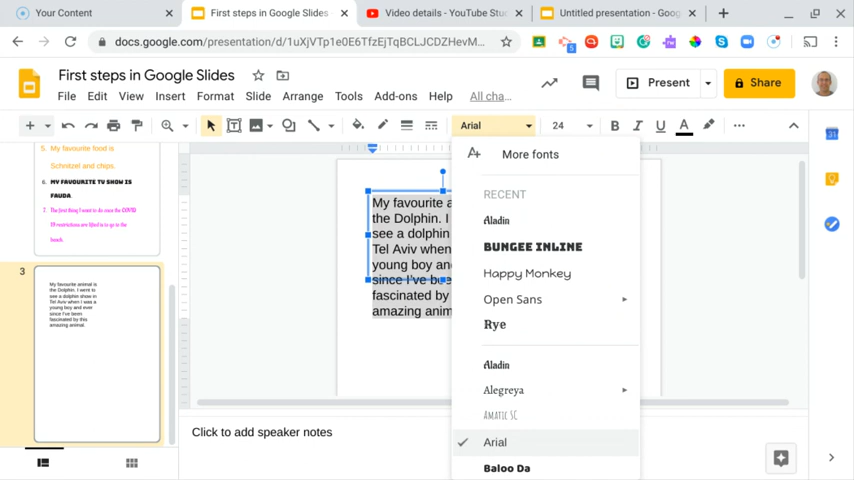 Your Content
First steps in Google Slides -
Video details - YouTube Stu
Untitled presentation - Goog
docs.google.com/presentation/d/1uXjVTp1e0E6TfzEjTqBCLJCDZHevM...
5
First steps in Google Slides
File Edit View Insert Format Slide Arrange Tools Add-ons Help All cha...
Present
Share
Arial
24
B I U A
31
More fonts
RECENT
Aladin
BUNGEE INLINE
Happy Monkey
Open Sans
Rye
Aladin
Alegreya
AMATIC SC
Arial
Baloo Da
5. My favourite food is
Schnitzel and chips.
6. MY FAVOURITE TV SHOW IS
FAUDA
7. The first thing I want to do once the COVID
19 restrictions are lifted is to go to the
beach.
3
My favourite animal is
the Dolphin. I went to
see a dolphin show in
Tel Aviv when I was a
young boy and ever
since I've been
fascinated by this
amazing animal.
My favourite a
the Dolphin. I
see a dolphin
Tel Aviv when
young boy and
since I've bee
fascinated by
amazing anim
Click to add speaker notes